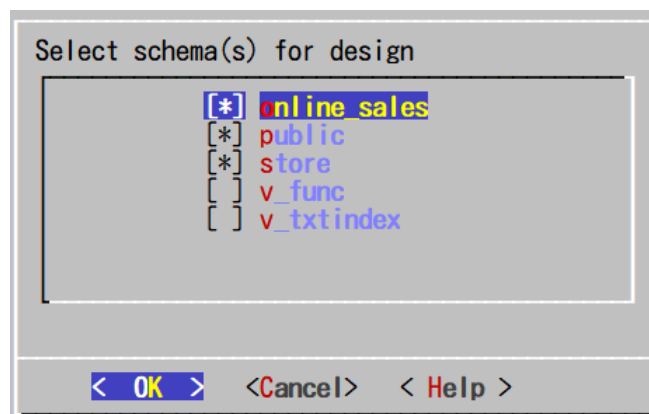 Select schema(s) for design
[*] online_sales
[*] public
[*] store
[ ] v_func
[ ] v_txtindex
< OK > <Cancel> < Help >